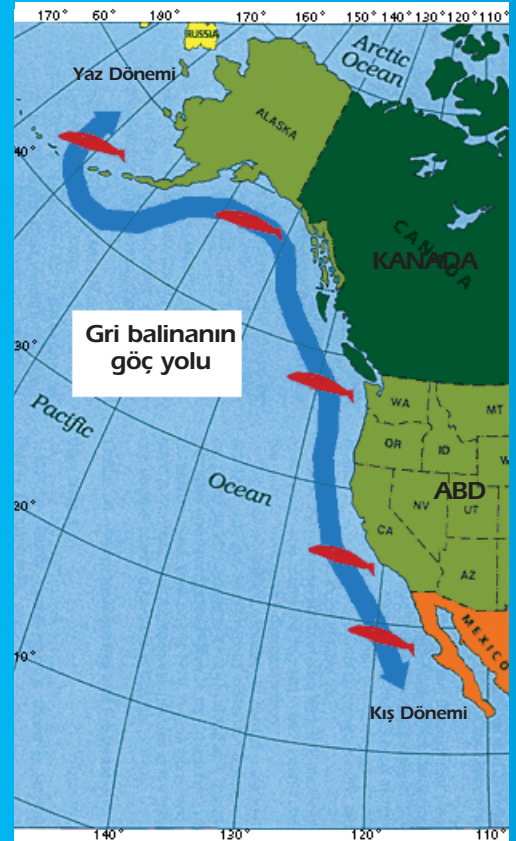 170° 60° 180° 170° 160° 150° 140° 130° 120° 110°
RUSSIA
Arctic
Ocean
Yaz Dönemi
ALASKA
40°
CANADA
KANADA
Gri balinanın
göç yolu
30°
Pacific
Ocean
WA
MT
OR
ID
W
ABD
NV
UT
CA
20°
AZ
MEXICO
10°
Kış Dönemi
140° 130° 120° 110°